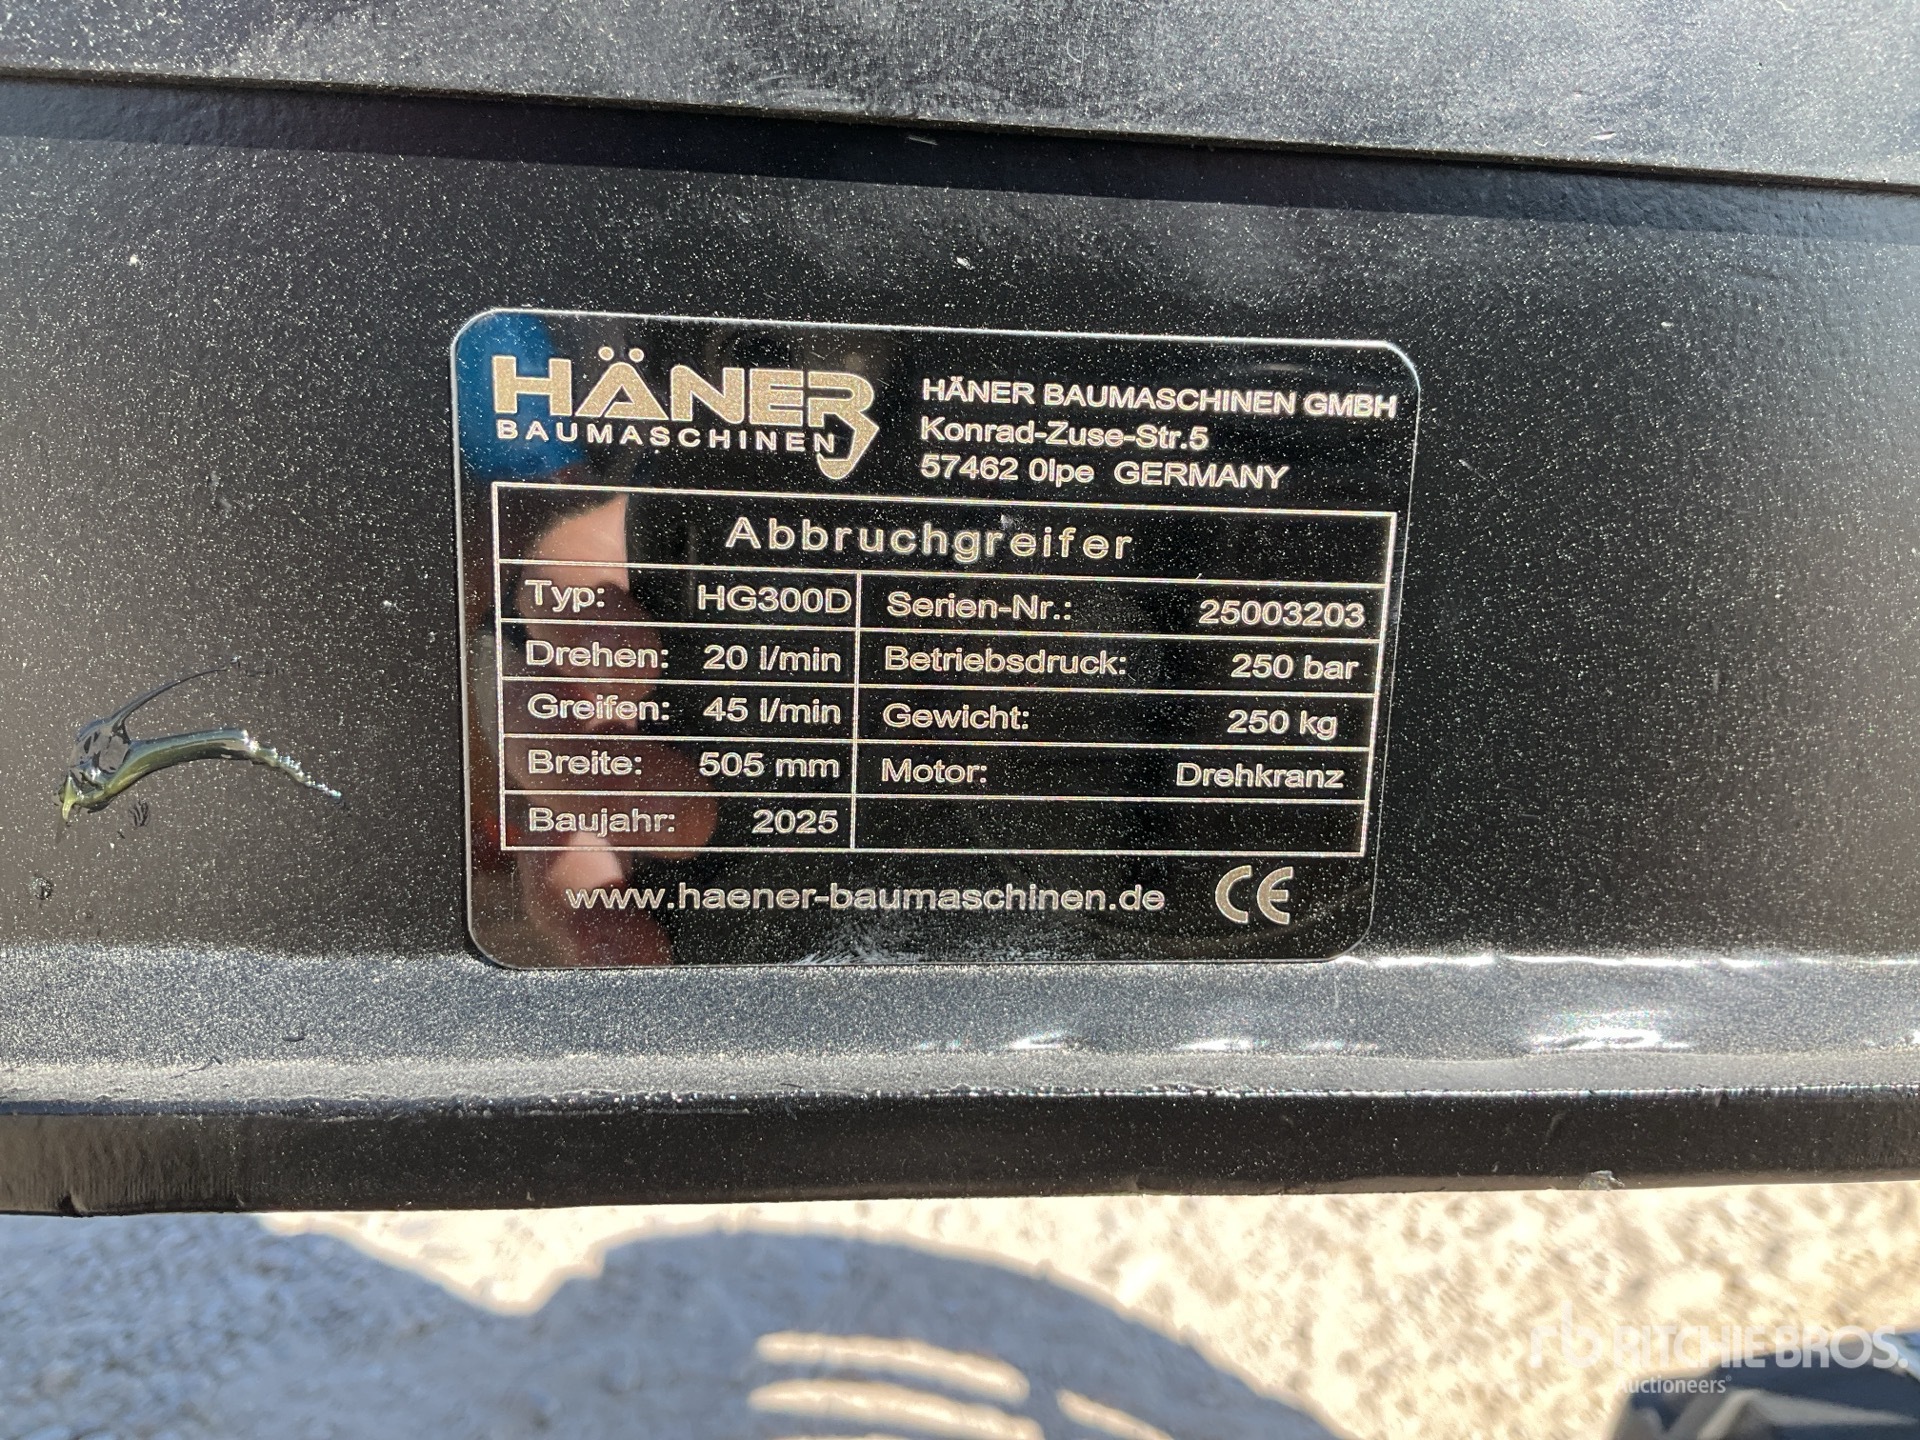 HÄNER
BAUMASCHINEN
HÄNER BAUMASCHINEN GMBH
Konrad-Zuse-Str.5
57462 Olpe GERMANY
Abbruchgreifer
Typ: HG300D Serien-Nr.: 25003203
Drehen: 20 l/min Betriebsdruck: 250 bar
Greifen: 45 l/min Gewicht: 250 kg
Breite: 505 mm Motor: Drehkranz
Baujahr: 2025
www.haener-baumaschinen.de CE
rb RITCHIE BROS.
Auctioneers